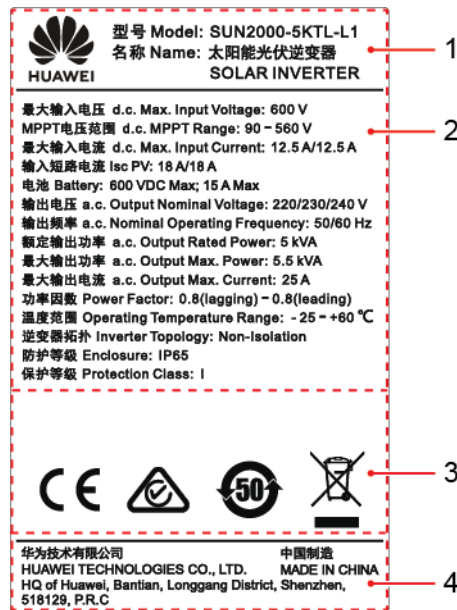 HUAWEI
型号 Model: SUN2000-5KTL-L1
名称 Name: 太阳能光伏逆变器
SOLAR INVERTER
1
最大输入电压 d.c. Max. Input Voltage: 600 V
MPPT电压范围 d.c. MPPT Range: 90 - 560 V
2
最大输入电流 d.c. Max. Input Current: 12.5 A/12.5 A
输入短路电流 Isc PV: 18 A/18 A
电池 Battery: 600 VDC Max; 15 A Max
输出电压 a.c. Output Nominal Voltage: 220/230/240 V
输出频率 a.c. Nominal Operating Frequency: 50/60 Hz
额定输出功率 a.c. Output Rated Power: 5 kVA
最大输出功率 a.c. Output Max. Power: 5.5 kVA
最大输出电流 a.c. Output Max. Current: 25 A
功率因数 Power Factor: 0.8(lagging) - 0.8(leading)
温度范围 Operating Temperature Range: - 25 - +60 ℃
逆变器拓扑 Inverter Topology: Non-Isolation
防护等级 Enclosure: IP65
保护等级 Protection Class: I
CE
50
3
华为技术有限公司 中国制造
HUAWEI TECHNOLOGIES CO., LTD. MADE IN CHINA
HQ of Huawei, Bantian, Longgang District, Shenzhen,
518129, P.R.C
4